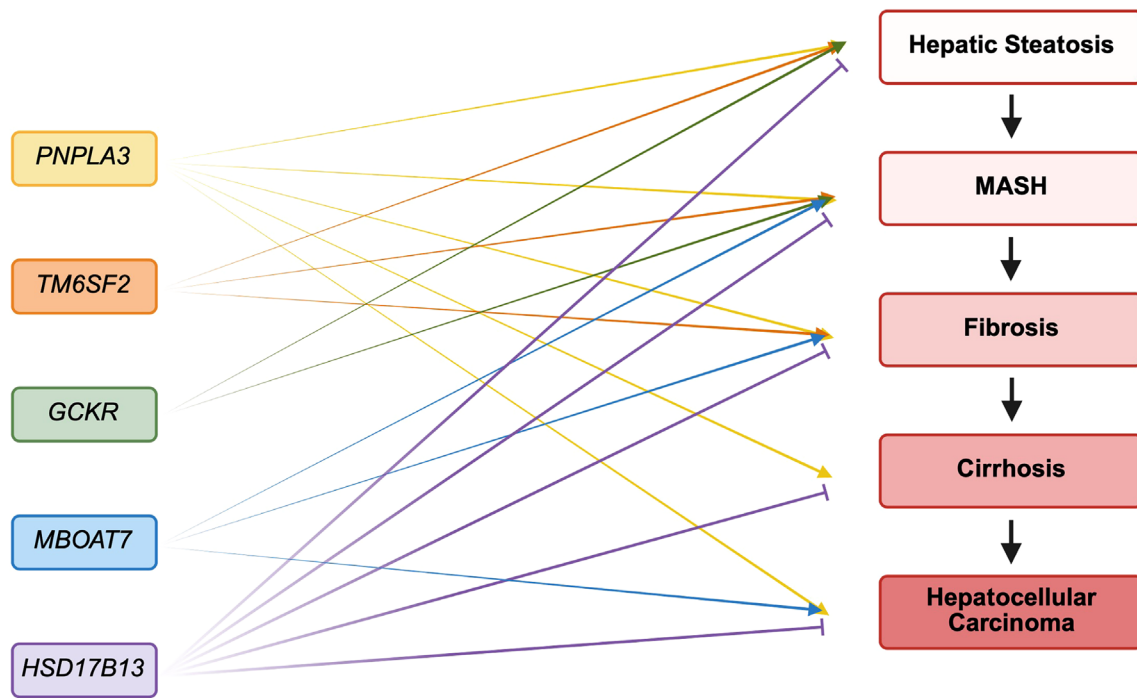 PNPLA3
TM6SF2
GCKR
MBOAT7
HSD17B13
Hepatic Steatosis
MASH
Fibrosis
Cirrhosis
Hepatocellular
Carcinoma